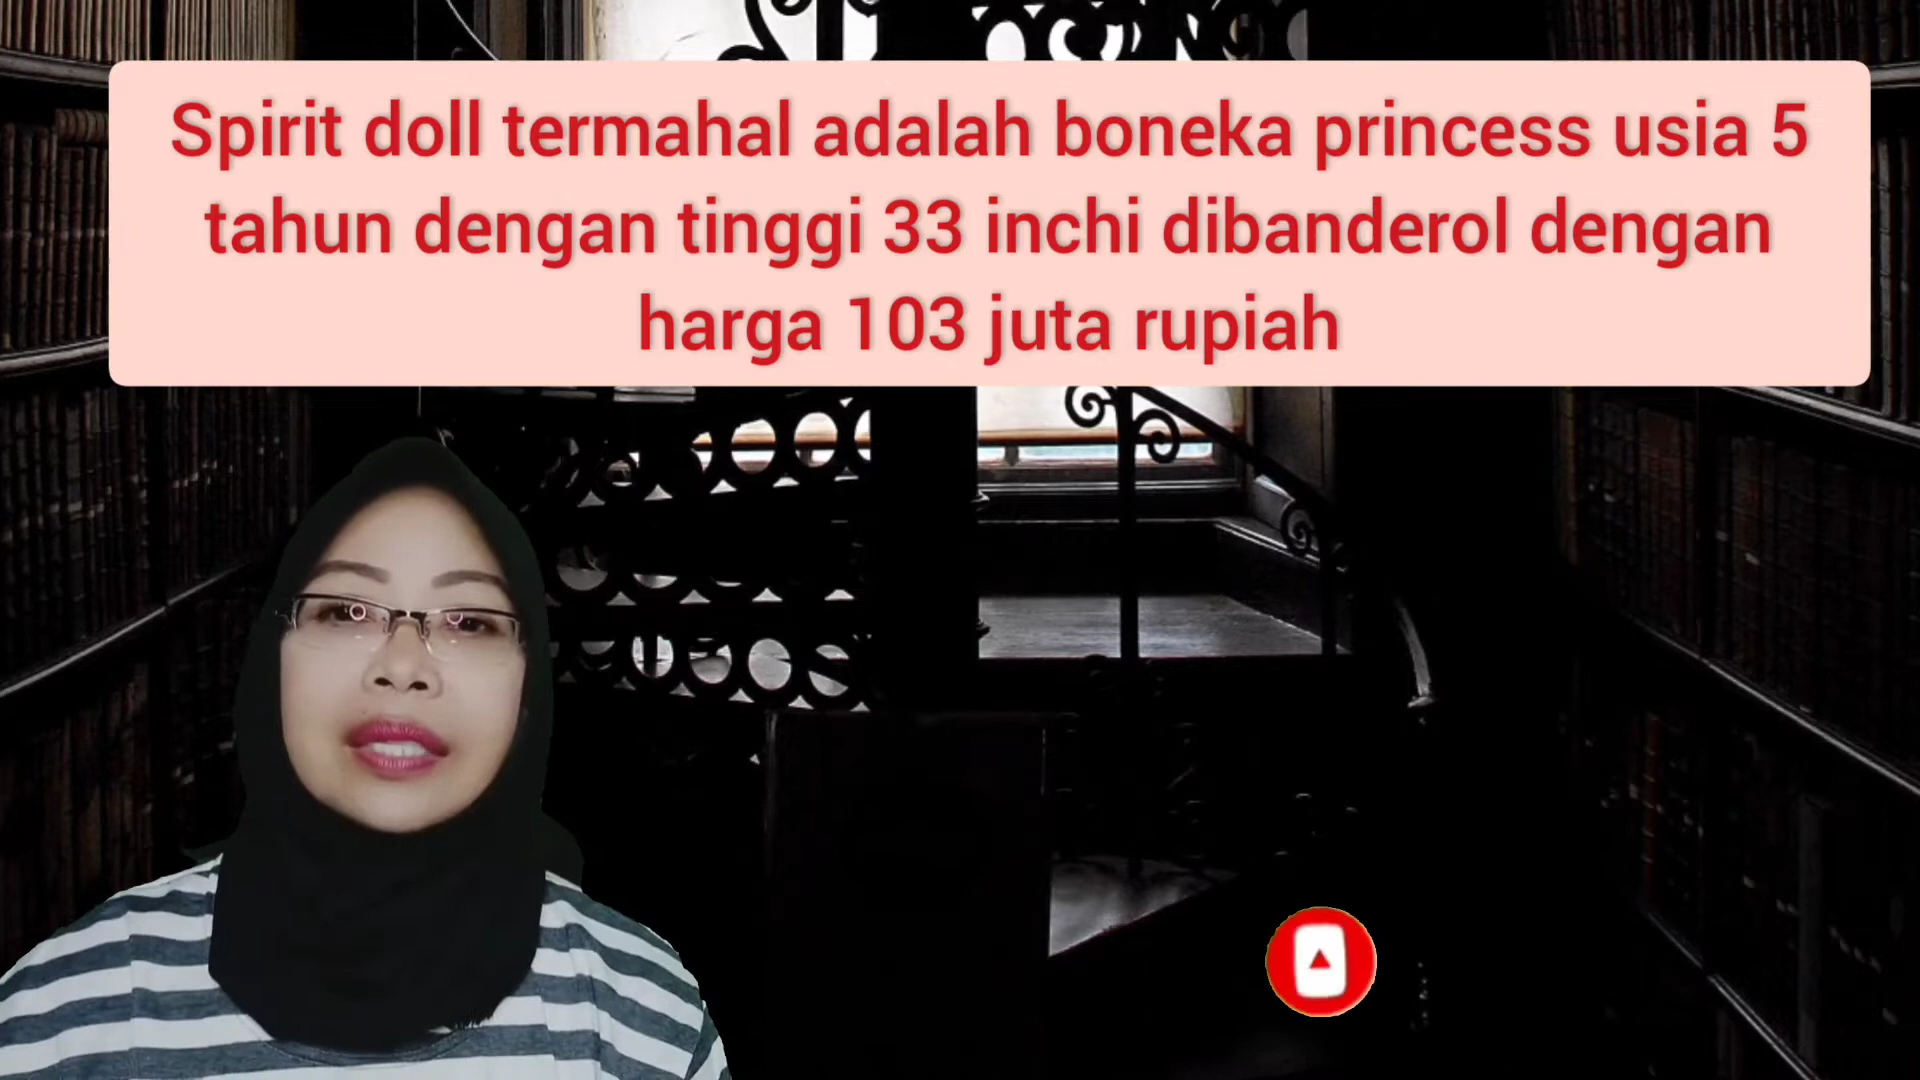 Spirit doll termahal adalah boneka princess usia 5
tahun dengan tinggi 33 inchi dibanderol dengan
harga 103 juta rupiah